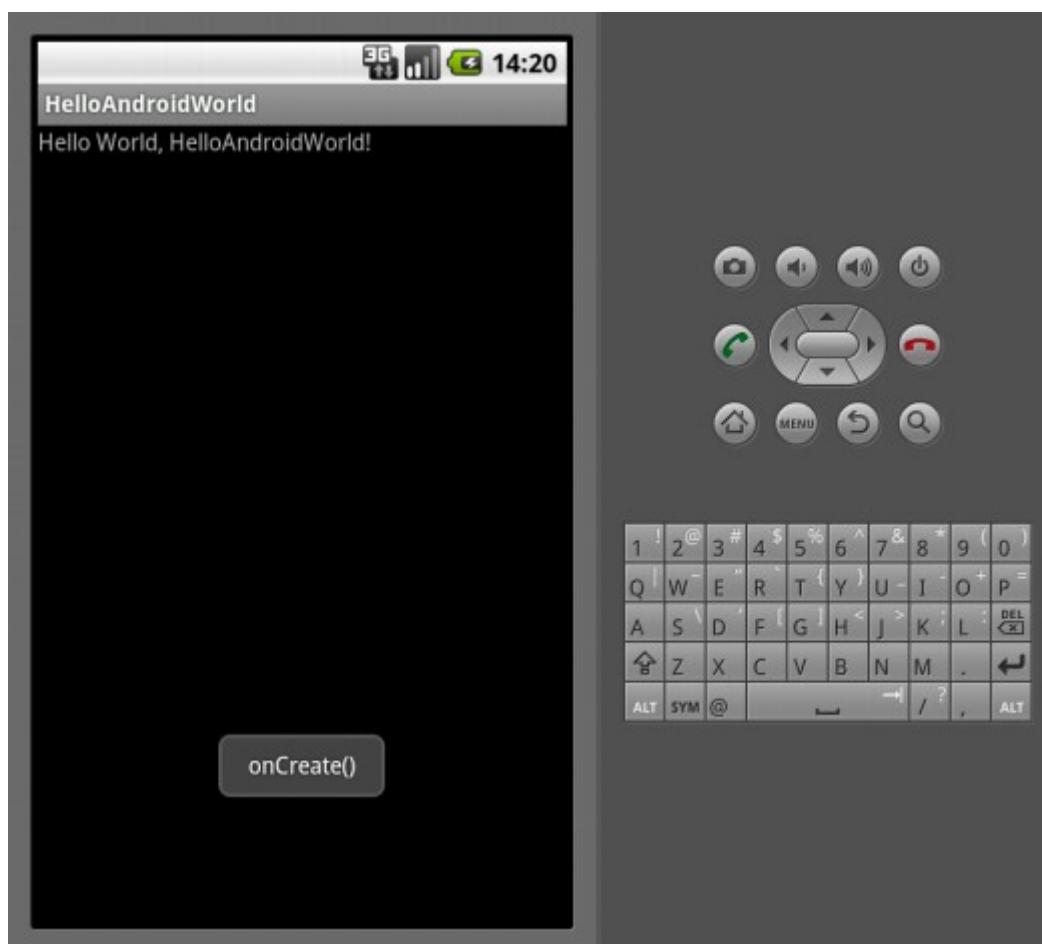 3G 14:20
HelloAndroidWorld
Hello World, HelloAndroidWorld!
onCreate()
MENU
1 ! 2 @ 3 # 4 $ 5 % 6 ^ 7 & 8 * 9 ( 0 )
Q | W ~ E " R ` T { Y } U _ I - O + P =
A S \ D ' F [ G ] H < J > K ; L : DEL
Z X C V B N M .
ALT SYM @ / ? , ALT